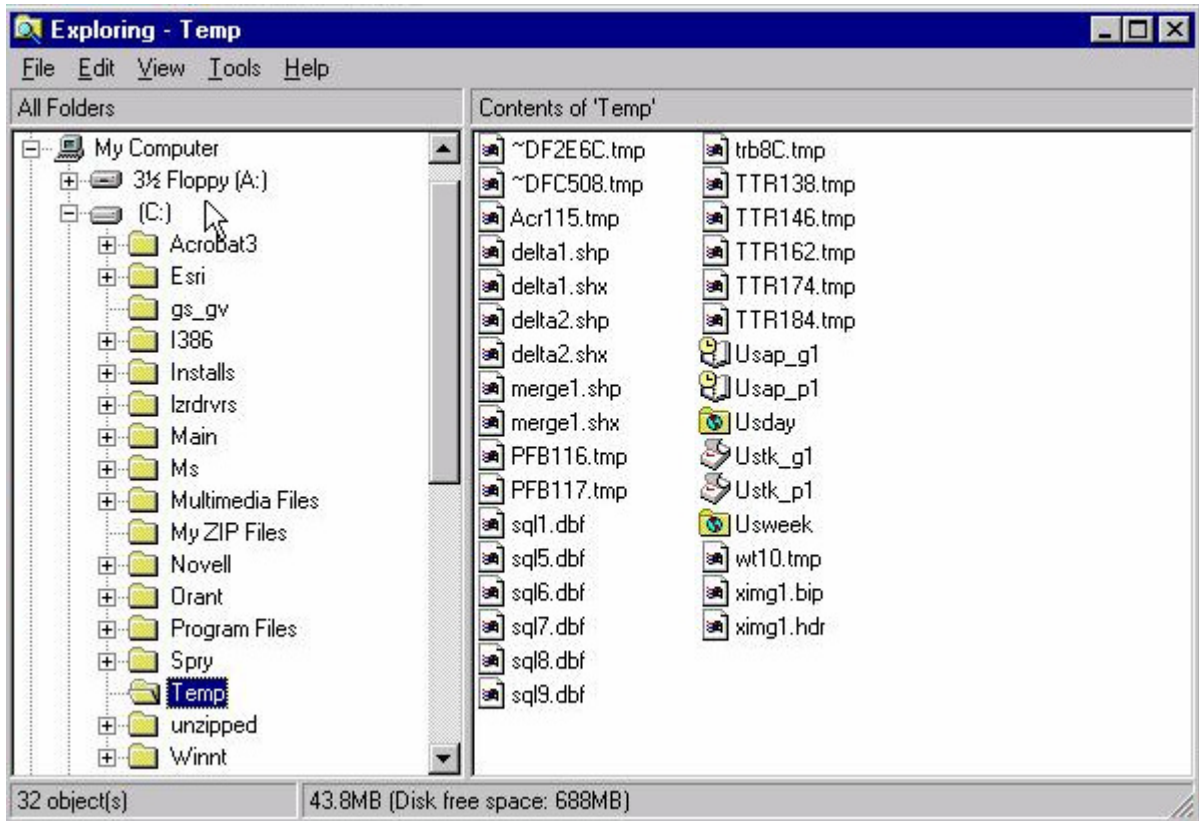 Exploring - Temp
File Edit View Tools Help
All Folders
Contents of 'Temp'
My Computer
3½ Floppy (A:)
(C:)
Acrobat3
Esri
gs_gv
I386
Installs
Izrdrvrs
Main
Ms
Multimedia Files
My ZIP Files
Novell
Orant
Program Files
Spry
Temp
unzipped
Winnt
~DF2E6C.tmp
~DFC508.tmp
Acr115.tmp
delta1.shp
delta1.shx
delta2.shp
delta2.shx
merge1.shp
merge1.shx
PFB116.tmp
PFB117.tmp
sql1.dbf
sql5.dbf
sql6.dbf
sql7.dbf
sql8.dbf
sql9.dbf
trb8C.tmp
TTR138.tmp
TTR146.tmp
TTR162.tmp
TTR174.tmp
TTR184.tmp
Usap_g1
Usap_p1
Usday
Ustk_g1
Ustk_p1
Usweek
wt10.tmp
ximg1.bip
ximg1.hdr
32 object(s)
43.8MB (Disk free space: 688MB)